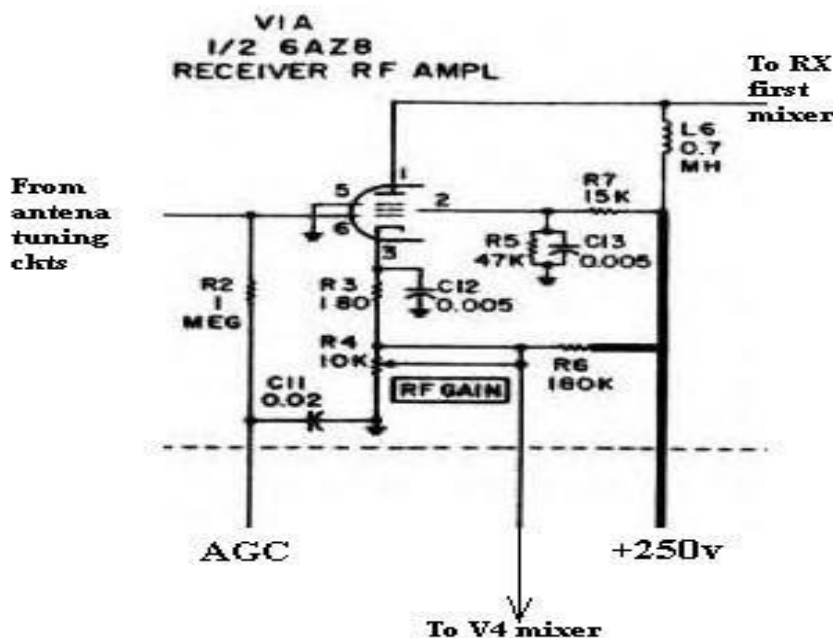 V1A
1/2 6AZ8
RECEIVER RF AMPL
To RX
first
mixer
L6
0.7
MH
From
antena
tuning
ckts
1
5
6
2
3
R7
15K
R5
47K
C13
0.005
R2
1
MEG
R3
180
C12
0.005
R4
10K
RF GAIN
R6
180K
C11
0.02
AGC
+250v
To V4 mixer